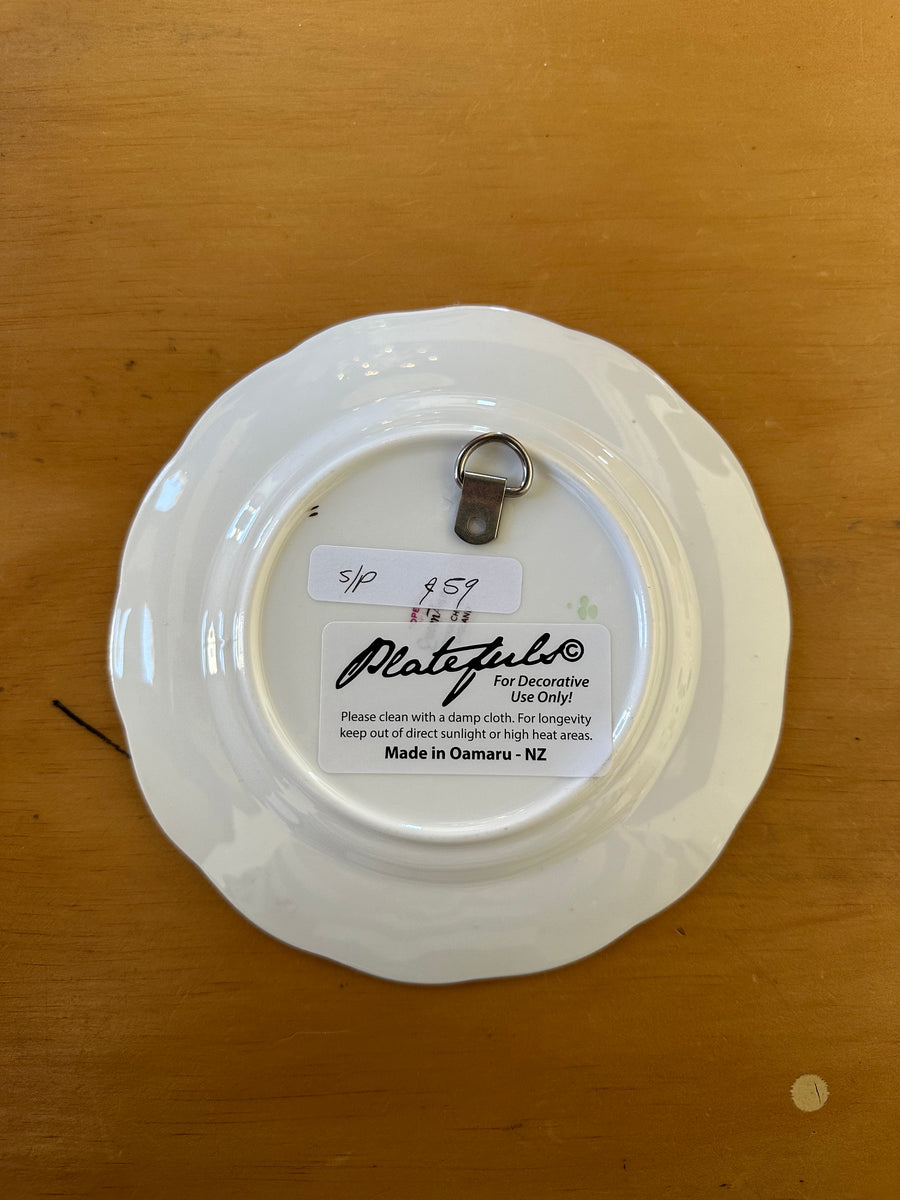 s/p $59
Platefuls©
For Decorative
Use Only!
Please clean with a damp cloth. For longevity
keep out of direct sunlight or high heat areas.
Made in Oamaru - NZ